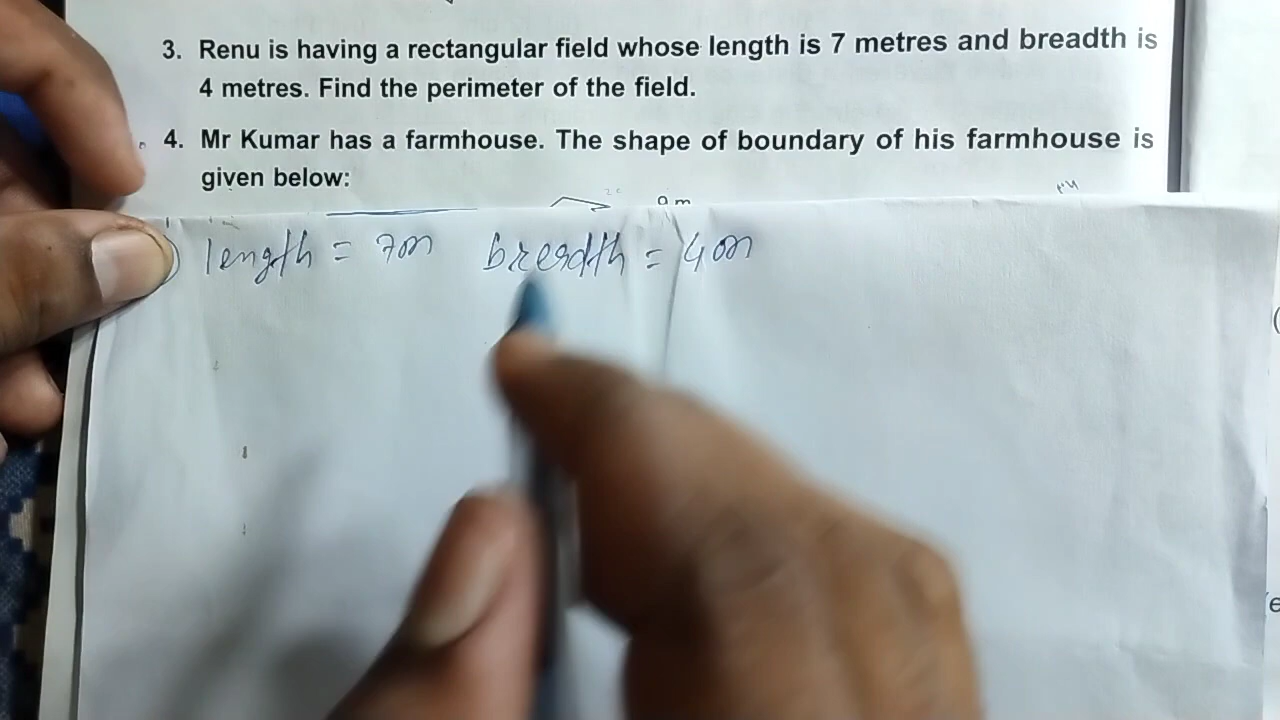 3. Renu is having a rectangular field whose length is 7 metres and breadth is
4 metres. Find the perimeter of the field.
4. Mr Kumar has a farmhouse. The shape of boundary of his farmhouse is
given below:
) length = 7m breadth = 4m